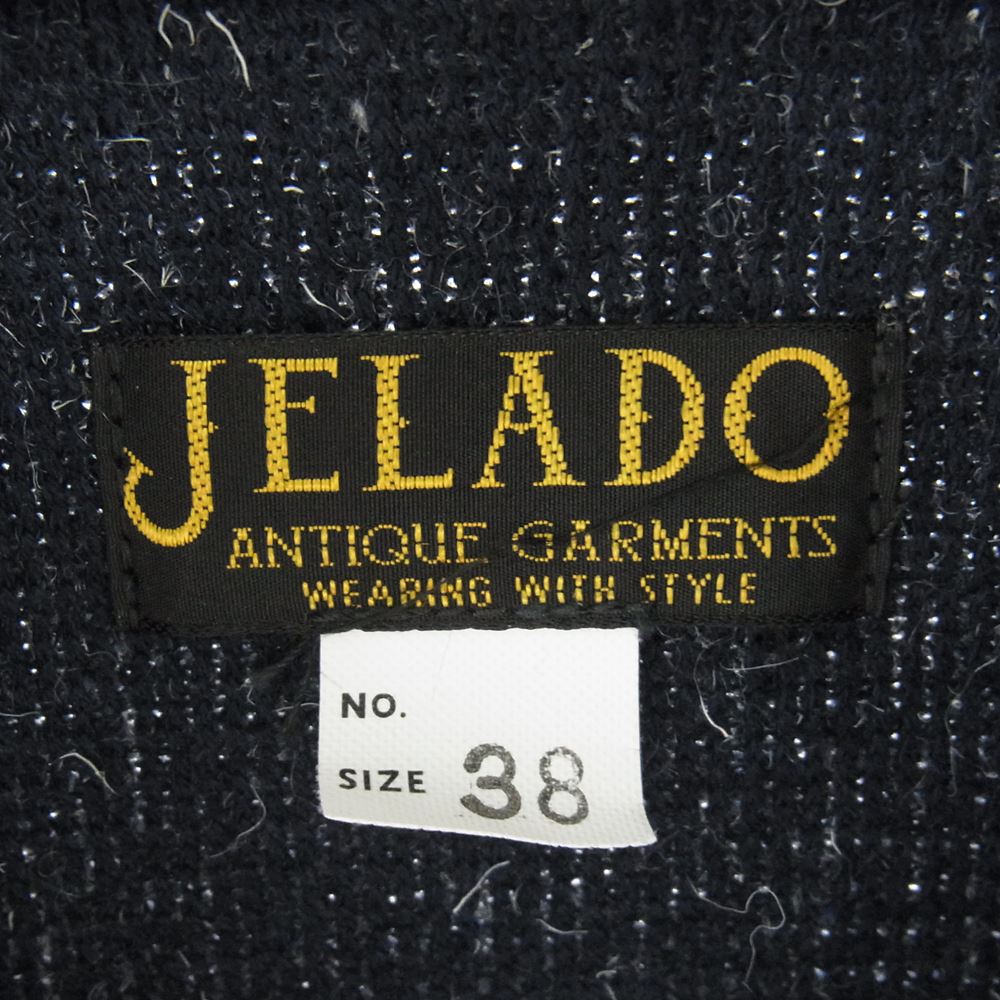 JELADO
ANTIQUE GARMENTS
WEARING WITH STYLE
NO.
SIZE 38